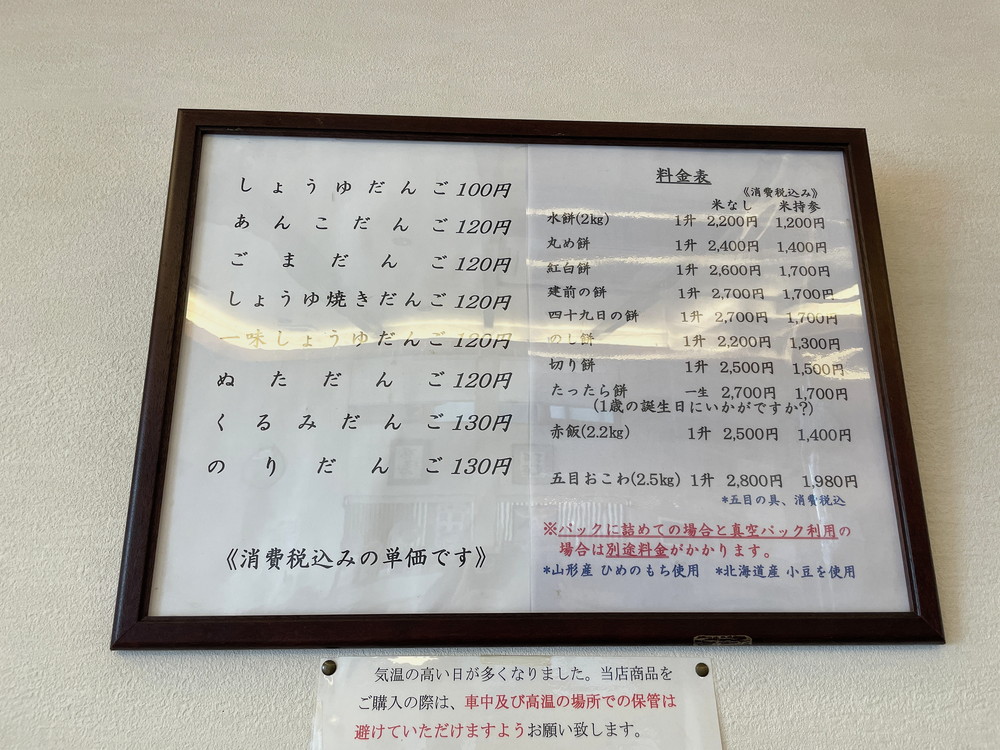 しょうゆだんご 100円
あんこだんご 120円
ごまだんご 120円
しょうゆ焼きだんご 120円
一味しょうゆだんご 120円
ぬただんご 120円
くるみだんご 130円
のりだんご 130円
《消費税込みの単価です》
料金表
《消費税込み》
米なし 米持参
水餅(2kg) 1升 2,200円 1,200円
丸め餅 1升 2,400円 1,400円
紅白餅 1升 2,600円 1,700円
建前の餅 1升 2,700円 1,700円
四十九日の餅 1升 2,700円 1,700円
のし餅 1升 2,200円 1,300円
切り餅 1升 2,500円 1,500円
たったら餅 一生 2,700円 1,700円
(1歳の誕生日にいかがですか?)
赤飯(2.2kg) 1升 2,500円 1,400円
五目おこわ(2.5kg) 1升 2,800円 1,980円
*五目の具、消費税込
※パックに詰めての場合と真空パック利用の
場合は別途料金がかかります。
*山形産 ひめのもち使用 *北海道産 小豆を使用
気温の高い日が多くなりました。当店商品を
ご購入の際は、車中及び高温の場所での保管は
避けていただけますようお願い致します。